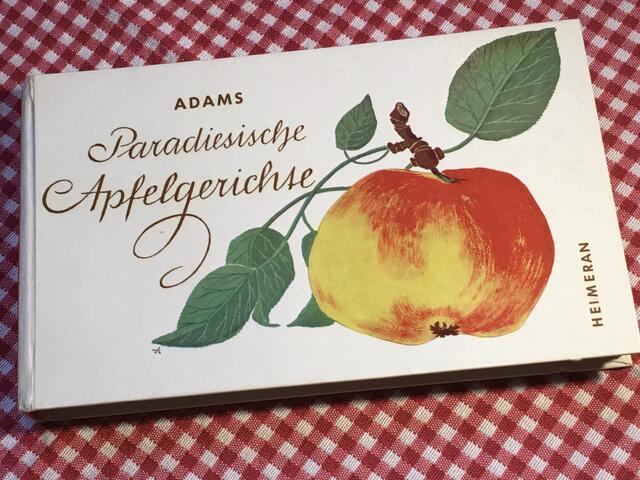 ADAMS
Paradiesische
Apfelgerichte
HEIMERAN